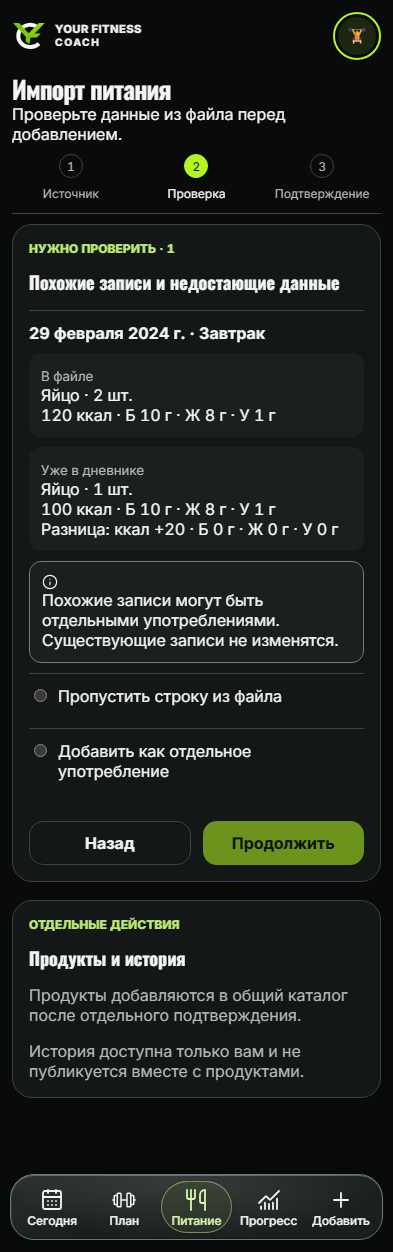 YOUR FITNESS
COACH
Импорт питания
Проверьте данные из файла перед
добавлением.
1
2
3
Источник
Проверка
Подтверждение
НУЖНО ПРОВЕРИТЬ · 1
Похожие записи и недостающие данные
29 февраля 2024 г. · Завтрак
В файле
Яйцо · 2 шт.
120 ккал · Б 10 г · Ж 8 г · У 1 г
Уже в дневнике
Яйцо · 1 шт.
100 ккал · Б 10 г · Ж 8 г · У 1 г
Разница: ккал +20 · Б 0 г · Ж 0 г · У 0 г
Похожие записи могут быть
отдельными употреблениями.
Существующие записи не изменятся.
Пропустить строку из файла
Добавить как отдельное
употребление
Назад
Продолжить
ОТДЕЛЬНЫЕ ДЕЙСТВИЯ
Продукты и история
Продукты добавляются в общий каталог
после отдельного подтверждения.
История доступна только вам и не
публикуется вместе с продуктами.
Сегодня
План
Питание
Прогресс
Добавить